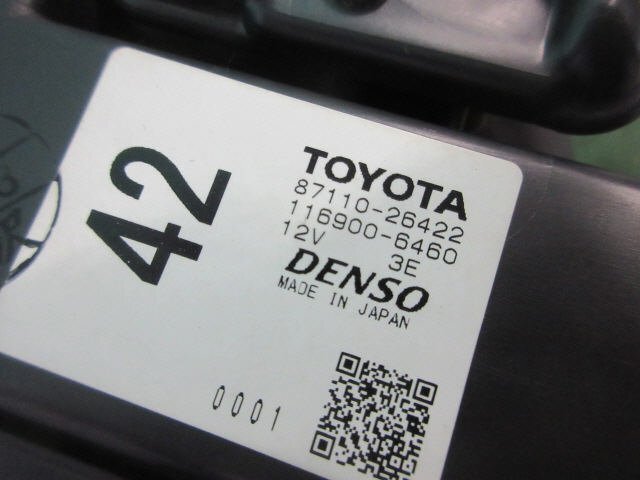 42
TOYOTA
87110-26422
116900-6460
12V 3E
DENSO
MADE IN JAPAN
0001